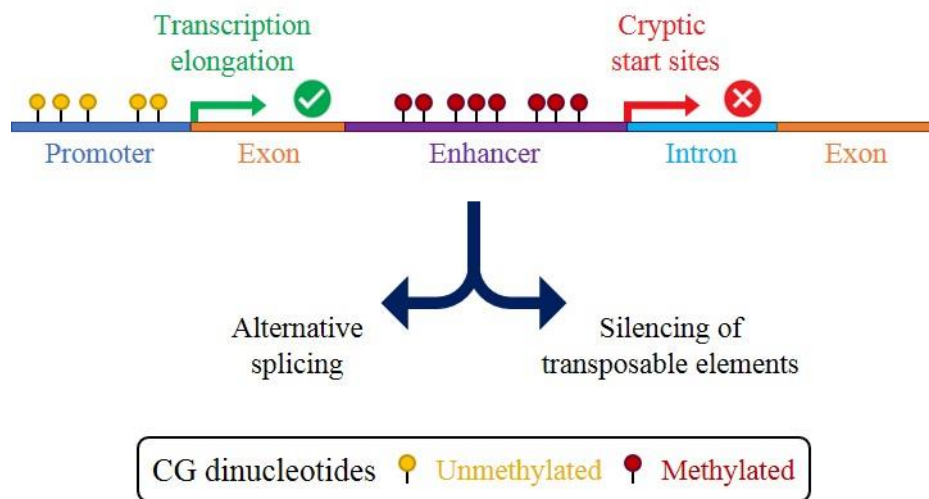 Transcription
elongation
Cryptic
start sites
Promoter
Exon
Enhancer
Intron
Exon
Alternative
splicing
Silencing of
transposable elements
CG dinucleotides Unmethylated Methylated